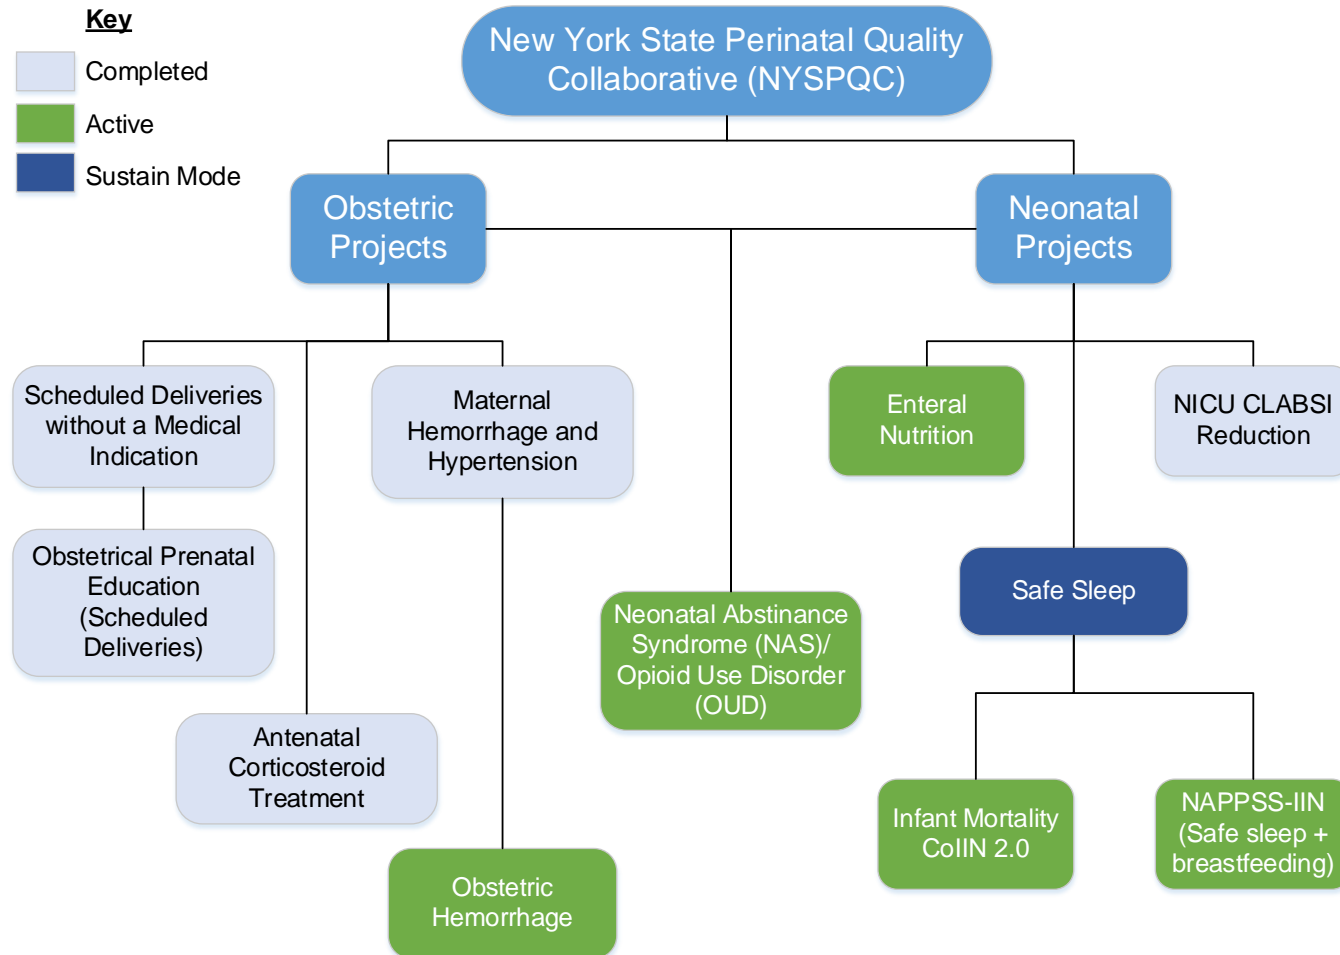 Key
Completed
Active
Sustain Mode
New York State Perinatal Quality
Collaborative (NYSPQC)
Obstetric
Projects
Neonatal
Projects
Scheduled Deliveries
without a Medical
Indication
Maternal
Hemorrhage and
Hypertension
Enteral
Nutrition
NICU CLABSI
Reduction
Obstetrical Prenatal
Education
(Scheduled
Deliveries)
Neonatal Abstinance
Syndrome (NAS)/
Opioid Use Disorder
(OUD)
Safe Sleep
Antenatal
Corticosteroid
Treatment
Infant Mortality
CoIIN 2.0
NAPPSS-IIN
(Safe sleep +
breastfeeding)
Obstetric
Hemorrhage